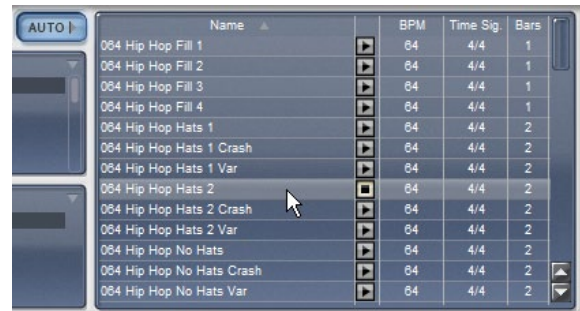 AUTO
Name BPM Time Sig. Bars
064 Hip Hop Fill 1 64 4/4 1
064 Hip Hop Fill 2 64 4/4 1
064 Hip Hop Fill 3 64 4/4 1
064 Hip Hop Fill 4 64 4/4 1
064 Hip Hop Hats 1 64 4/4 2
064 Hip Hop Hats 1 Crash 64 4/4 2
064 Hip Hop Hats 1 Var 64 4/4 2
064 Hip Hop Hats 2 64 4/4 2
064 Hip Hop Hats 2 Crash 64 4/4 2
064 Hip Hop Hats 2 Var 64 4/4 2
064 Hip Hop No Hats 64 4/4 2
064 Hip Hop No Hats Crash 64 4/4 2
064 Hip Hop No Hats Var 64 4/4 2